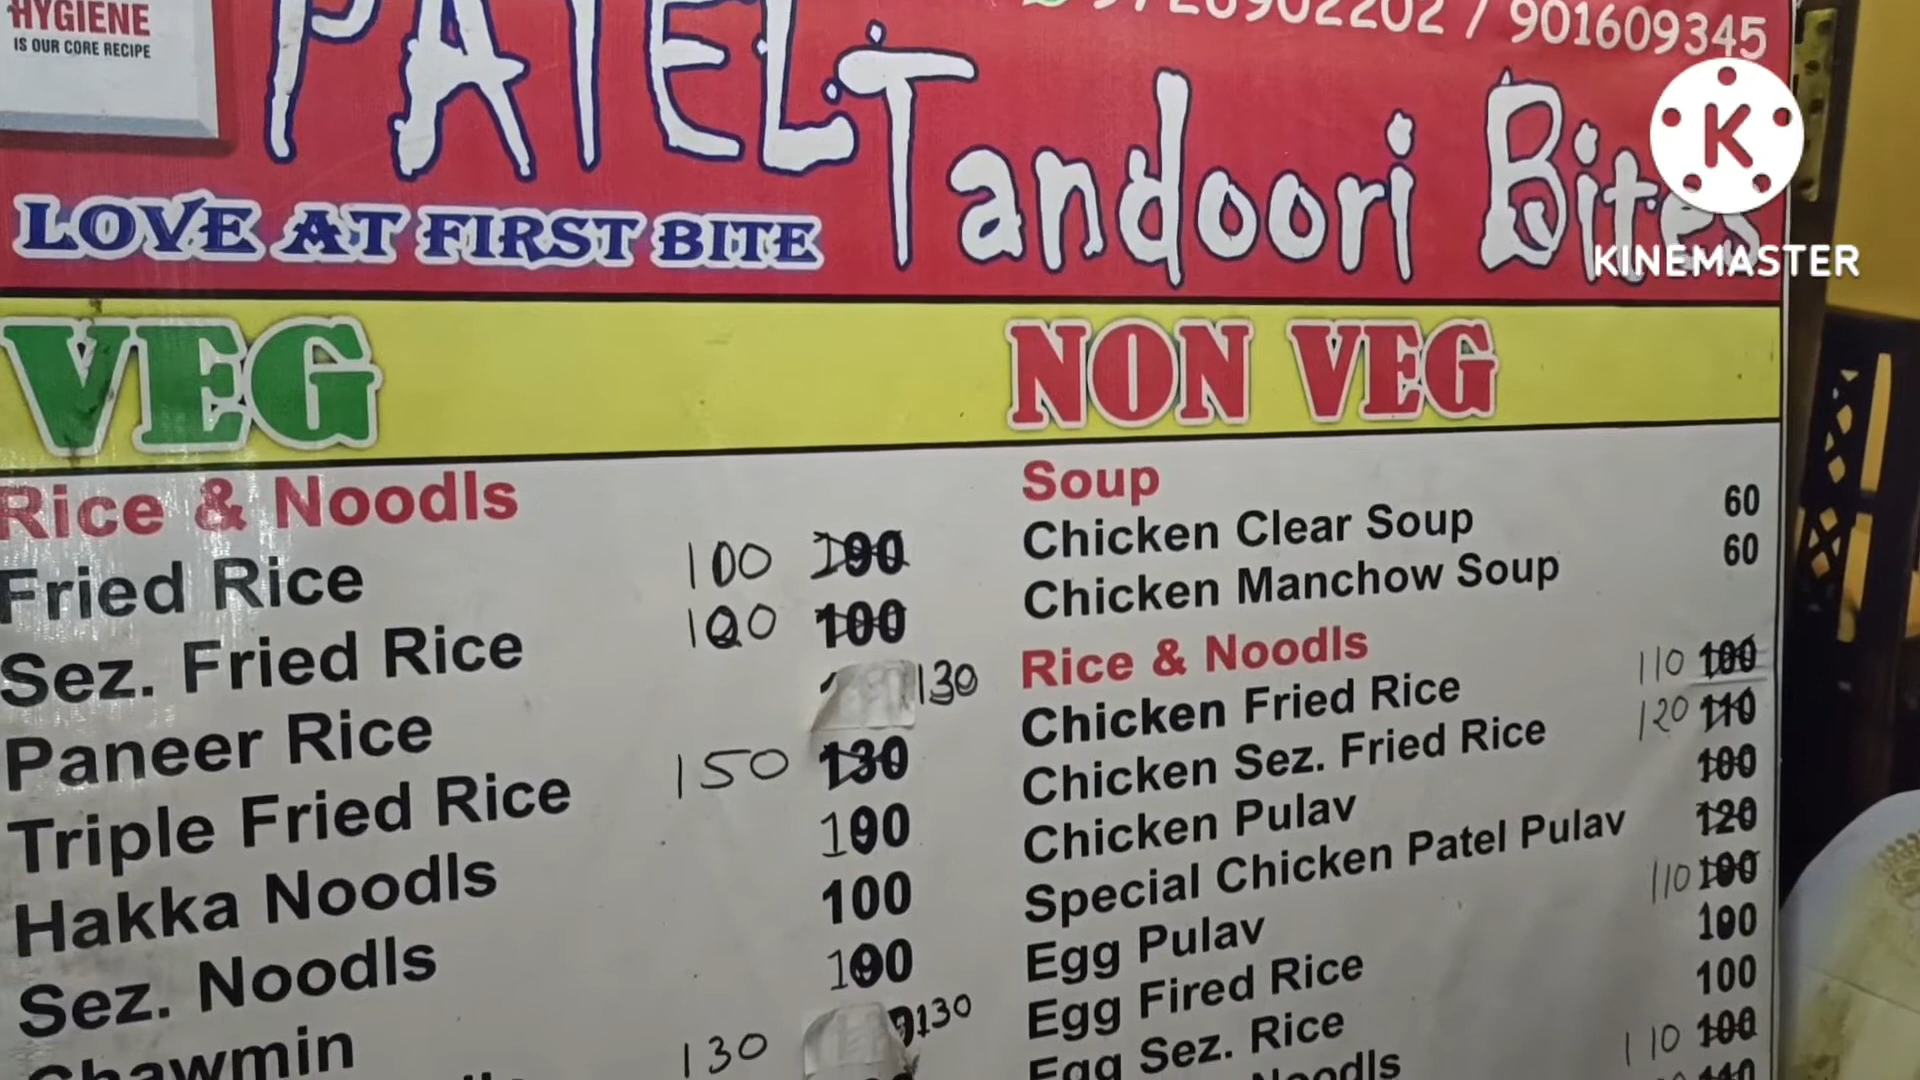 HYGIENE
IS OUR CORE RECIPE
PATEL
Tandoori Bites
/ 901609345
KINEMASTER
LOVE AT FIRST BITE
VEG
Rice & Noodls
Fried Rice 100
Sez. Fried Rice 100 100
Paneer Rice 130
Triple Fried Rice 150 130
Hakka Noodls 100
Sez. Noodls 100
100
130 130
NON VEG
Soup
Chicken Clear Soup 60
Chicken Manchow Soup 60
Rice & Noodls
Chicken Fried Rice 110 100
Chicken Sez. Fried Rice 120 110
Chicken Pulav 100
Special Chicken Patel Pulav 120
Egg Pulav 110 100
Egg Fired Rice 100
Egg Sez. Rice 100
110 100